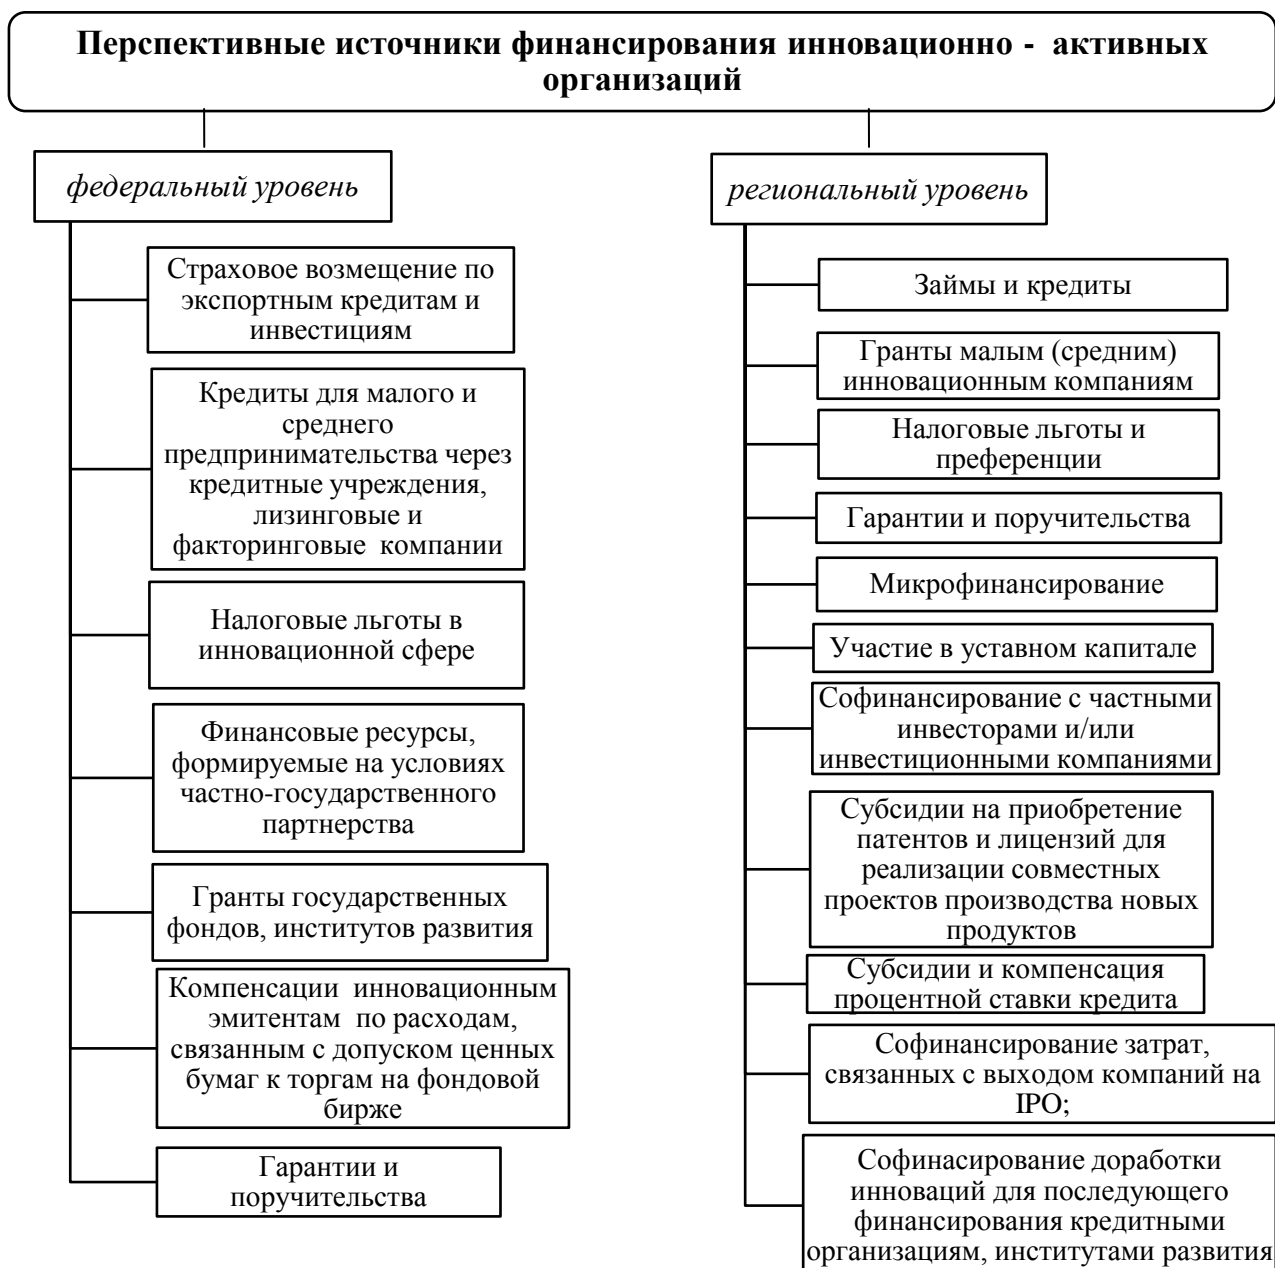 Перспективные источники финансирования инновационно - активных
организаций
федеральный уровень
Страховое возмещение по
экспортным кредитам и
инвестициям
Кредиты для малого и
среднего
предпринимательства через
кредитные учреждения,
лизинговые и
факторинговые компании
Налоговые льготы в
инновационной сфере
Финансовые ресурсы,
формируемые на условиях
частно-государственного
партнерства
Гранты государственных
фондов, институтов развития
Компенсации инновационным
эмитентам по расходам,
связанным с допуском ценных
бумаг к торгам на фондовой
бирже
Гарантии и
поручительства
региональный уровень
Займы и кредиты
Гранты малым (средним)
инновационным компаниям
Налоговые льготы и
преференции
Гарантии и поручительства
Микрофинансирование
Участие в уставном капитале
Софинансирование с частными
инвесторами и/или
инвестиционными компаниями
Субсидии на приобретение
патентов и лицензий для
реализации совместных
проектов производства новых
продуктов
Субсидии и компенсация
процентной ставки кредита
Софинансирование затрат,
связанных с выходом компаний на
IPO;
Софинасирование доработки
инноваций для последующего
финансирования кредитными
организациям, институтами развития